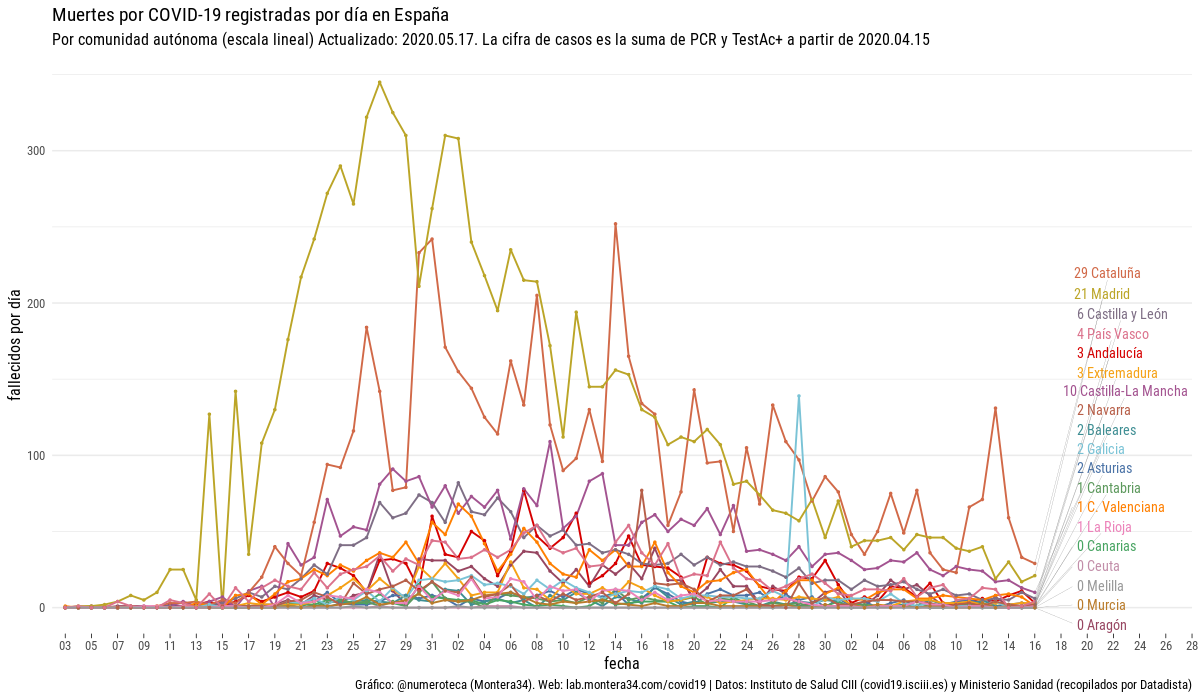 Muertes por COVID-19 registradas por día en España
Por comunidad autónoma (escala lineal) Actualizado: 2020.05.17. La cifra de casos es la suma de PCR y TestAc+ a partir de 2020.04.15
fallecidos por día
300
200
100
0
29 Cataluña
21 Madrid
6 Castilla y León
4 País Vasco
3 Andalucía
3 Extremadura
10 Castilla-La Mancha
2 Navarra
2 Baleares
2 Galicia
2 Asturias
1 Cantabria
1 C. Valenciana
1 La Rioja
0 Canarias
0 Ceuta
0 Melilla
0 Murcia
0 Aragón
03 05 07 09 11 13 15 17 19 21 23 25 27 29 31 02 04 06 08 10 12 14 16 18 20 22 24 26 28 30 02 04 06 08 10 12 14 16 18 20 22 24 26 28
fecha
Gráfico: @numeroteca (Montera34). Web: lab.montera34.com/covid19 | Datos: Instituto de Salud CIII (covid19.isciii.es) y Ministerio Sanidad (recopilados por Datadista)